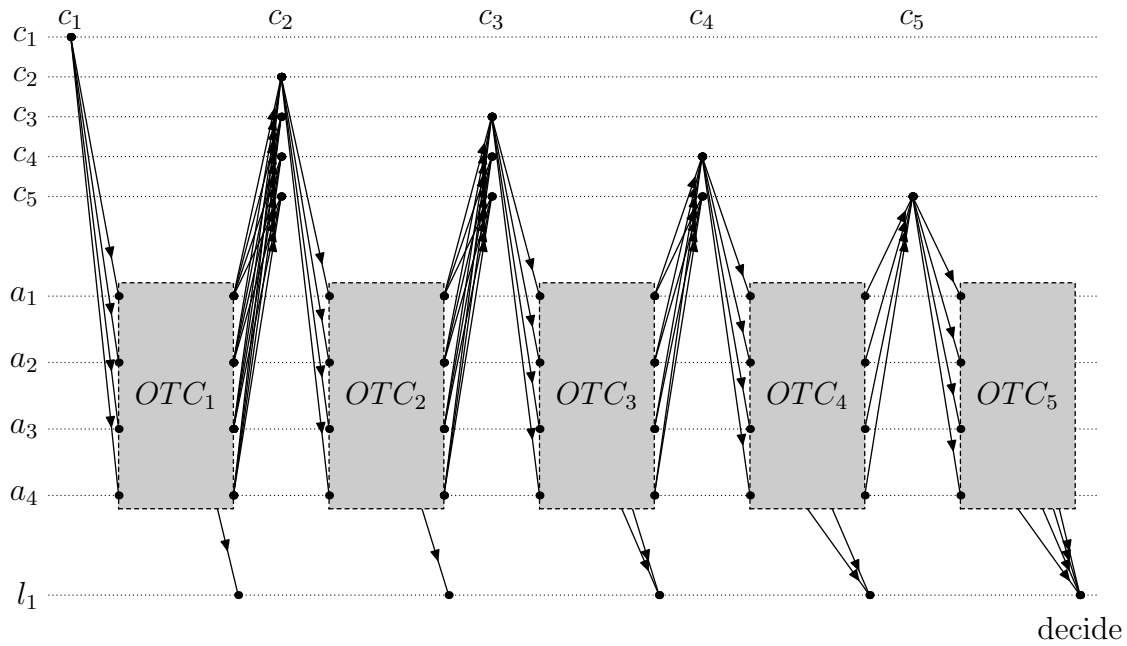 c₁ c₂ c₃ c₄ c₅
c₁
c₂
c₃
c₄
c₅
a₁
a₂
OTC₁ OTC₂ OTC₃ OTC₄ OTC₅
a₃
a₄
l₁
decide